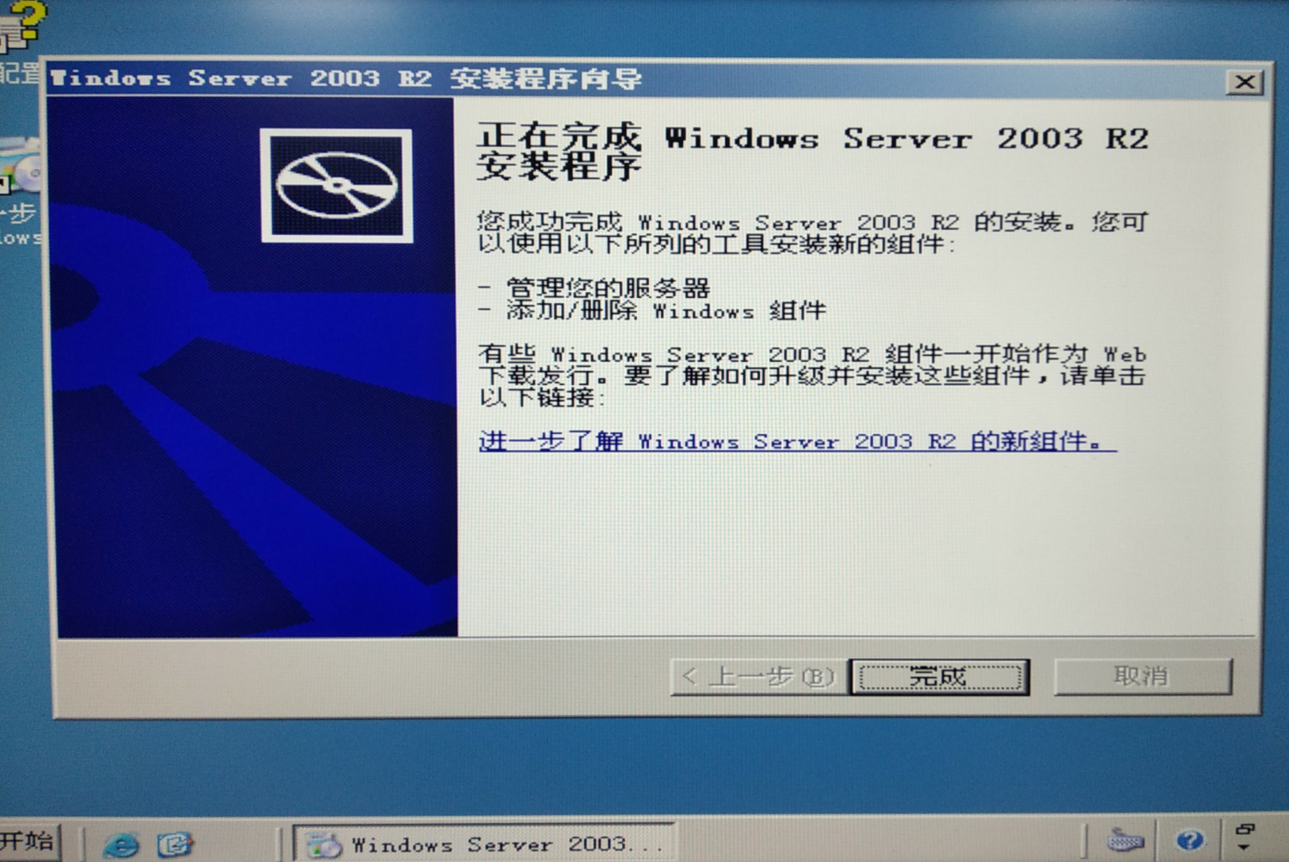 配置
Windows Server 2003 R2 安装程序向导
一步
正在完成 Windows Server 2003 R2
安装程序
您成功完成 Windows Server 2003 R2 的安装。您可
以使用以下所列的工具安装新的组件:
- 管理您的服务器
- 添加/删除 Windows 组件
有些 Windows Server 2003 R2 组件一开始作为 Web
下载发行。要了解如何升级并安装这些组件，请单击
以下链接:
进一步了解 Windows Server 2003 R2 的新组件。
< 上一步(B)
完成
取消
开始
Windows Server 2003...